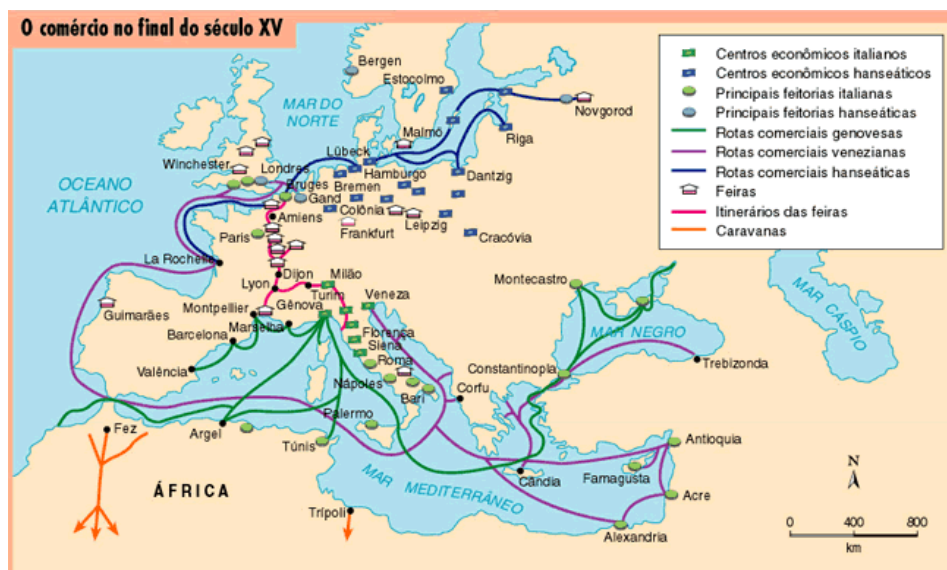 O comércio no final do século XV
Centros econômicos italianos
Centros econômicos hanseáticos
Principais feitorias italianas
Principais feitorias hanseáticas
Rotas comerciais genovesas
Rotas comerciais venezianas
Rotas comerciais hanseáticas
Feiras
Itinerários das feiras
Caravanas
Bergen
Estocolmo
Novgorod
MAR DO
NORTE
Malmö
Riga
Lübeck
Winchester
Londres
Hamburgo
Dantzig
OCEANO
ATLÂNTICO
Bruges
Bremen
Gand
Colônia
Leipzig
Amiens
Frankfurt
Paris
Cracóvia
La Rochelle
Dijon
Milão
Montecastro
Lyon
Turim
Veneza
MAR
CÁSPIO
Guimarães
Montpellier
Gênova
Marselha
Florença
MAR NEGRO
Barcelona
Siena
Roma
Trebizonda
Valência
Constantinopla
Nápoles
Bari
Corfu
Palermo
Fez
Argel
Túnis
Antioquia
Famagusta
Cândia
ÁFRICA
MAR MEDITERRÂNEO
Acre
Trípoli
Alexandria
N
0 400 800
km